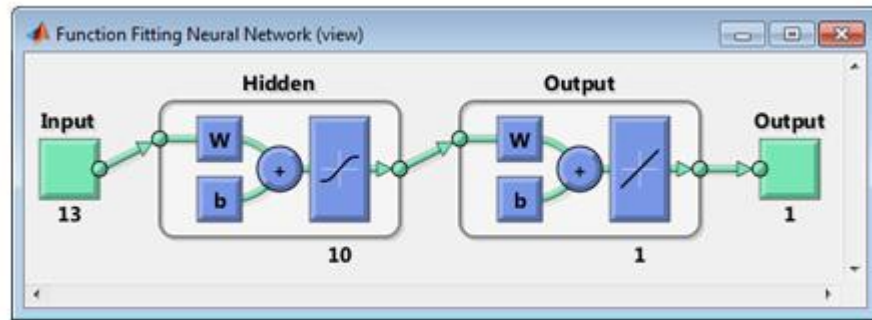 Function Fitting Neural Network (view)
Hidden
Output
Input
Output
W
W
+
+
b
b
13
10
1
1